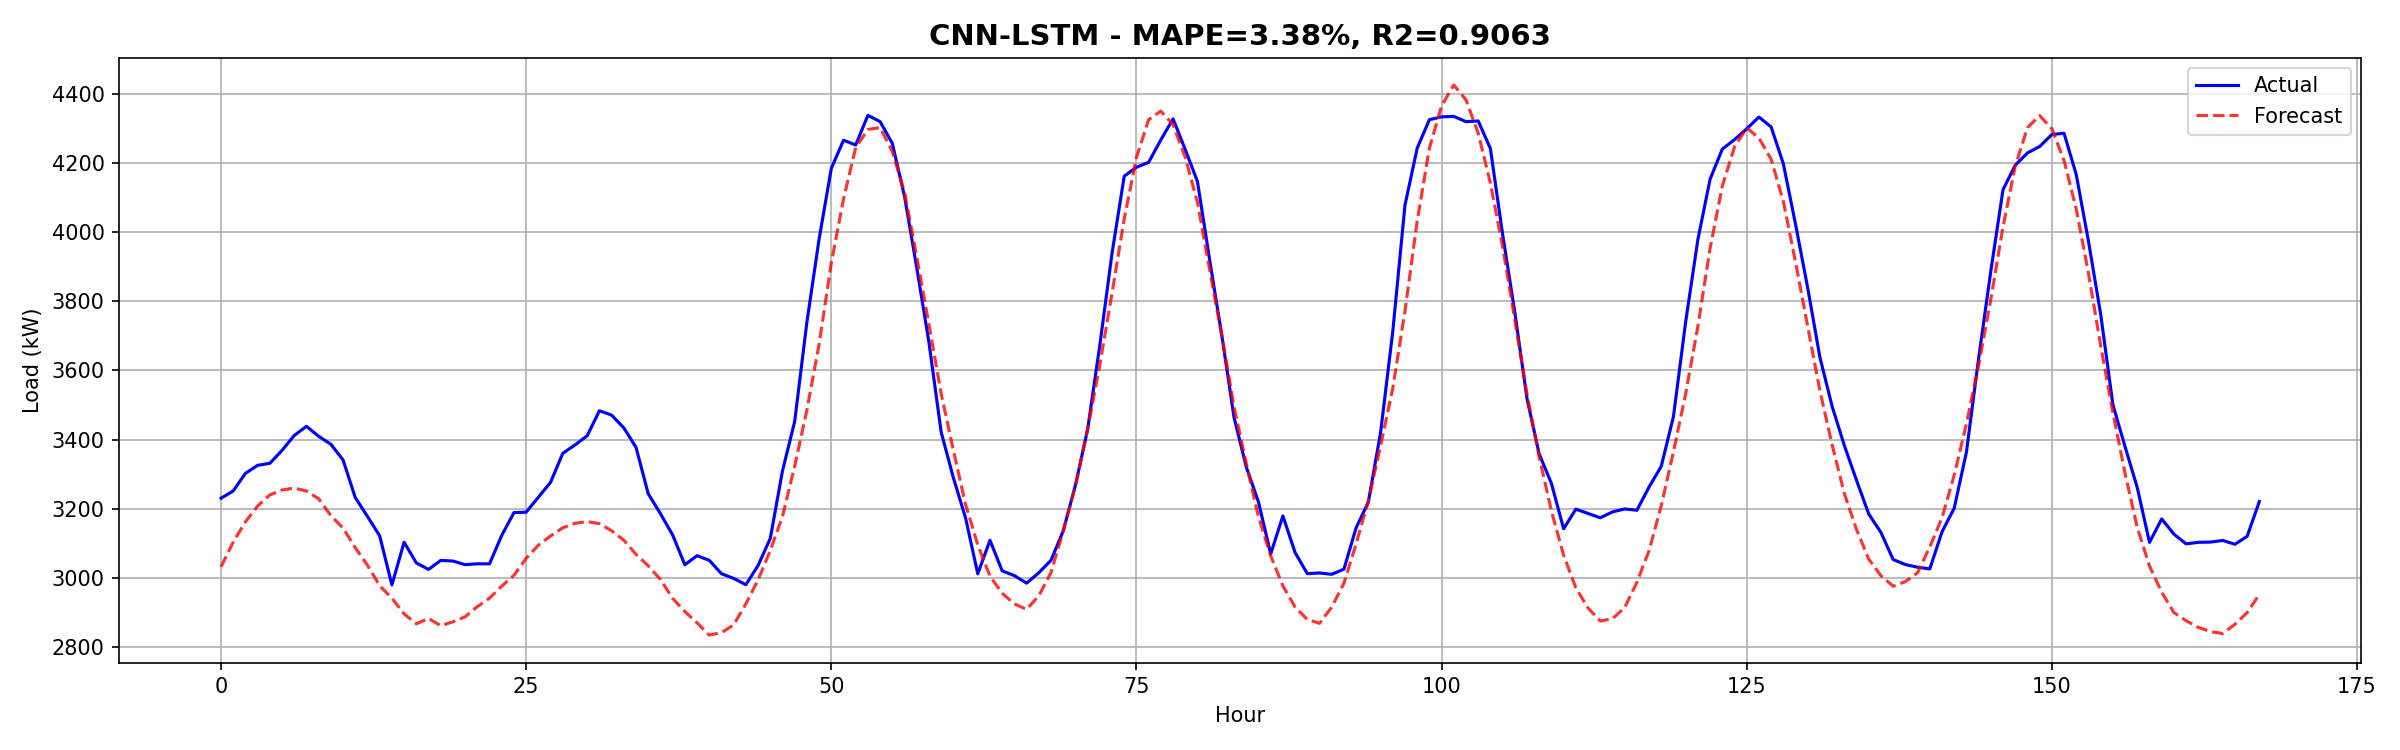 CNN-LSTM - MAPE=3.38%, R2=0.9063
Actual
Forecast
Load (kW)
4400
4200
4000
3800
3600
3400
3200
3000
2800
0 25 50 75 100 125 150 175
Hour